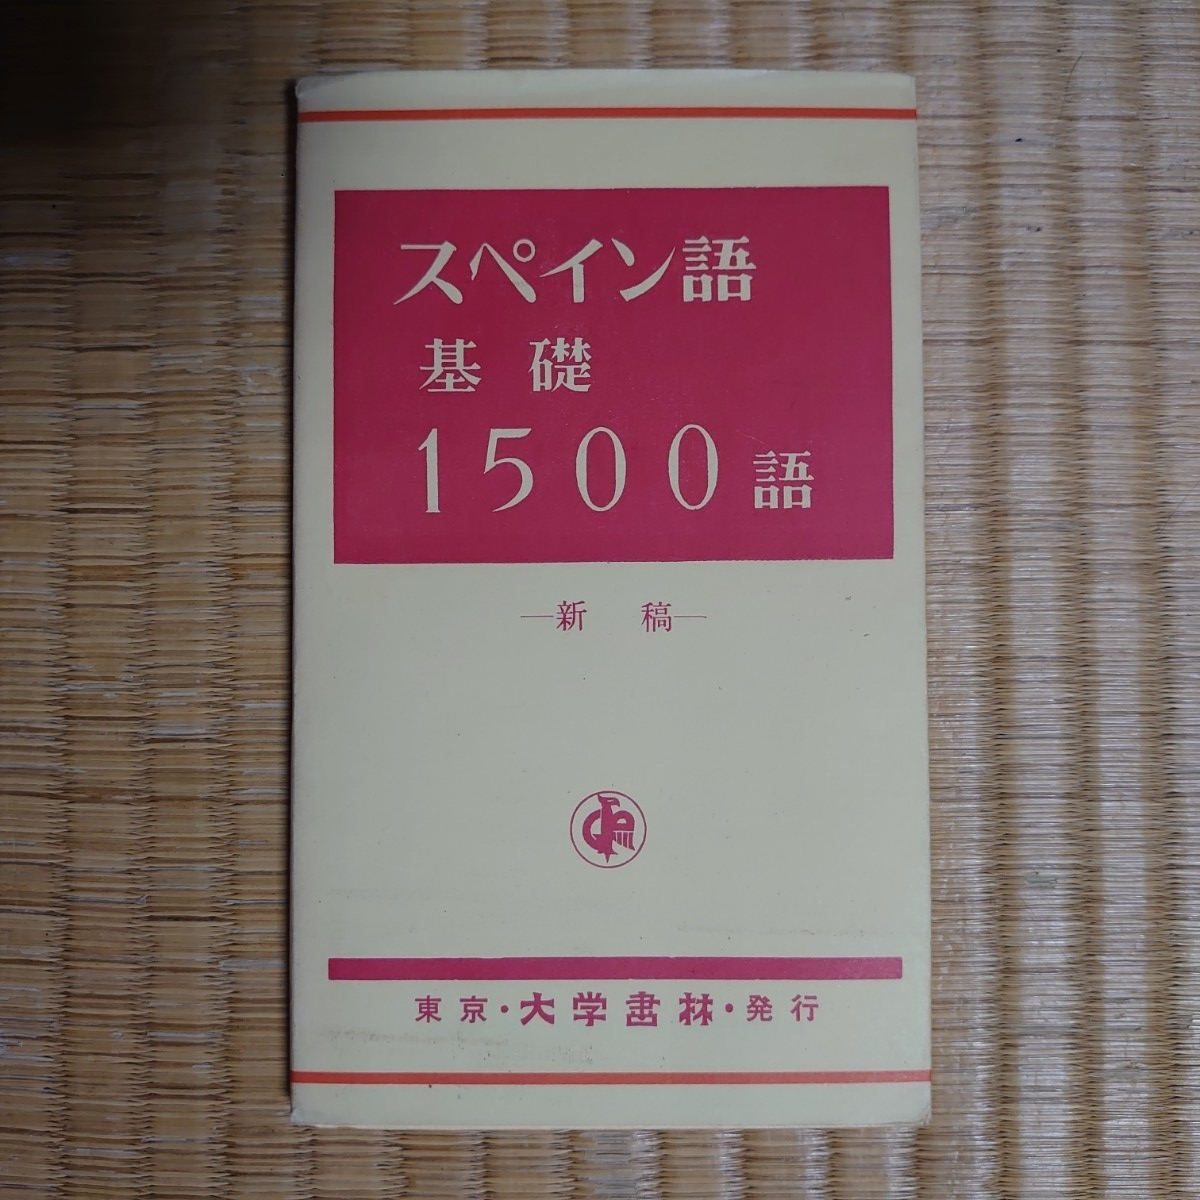 スペイン語
基礎
1500語
―新稿―
東京・大学書林・発行